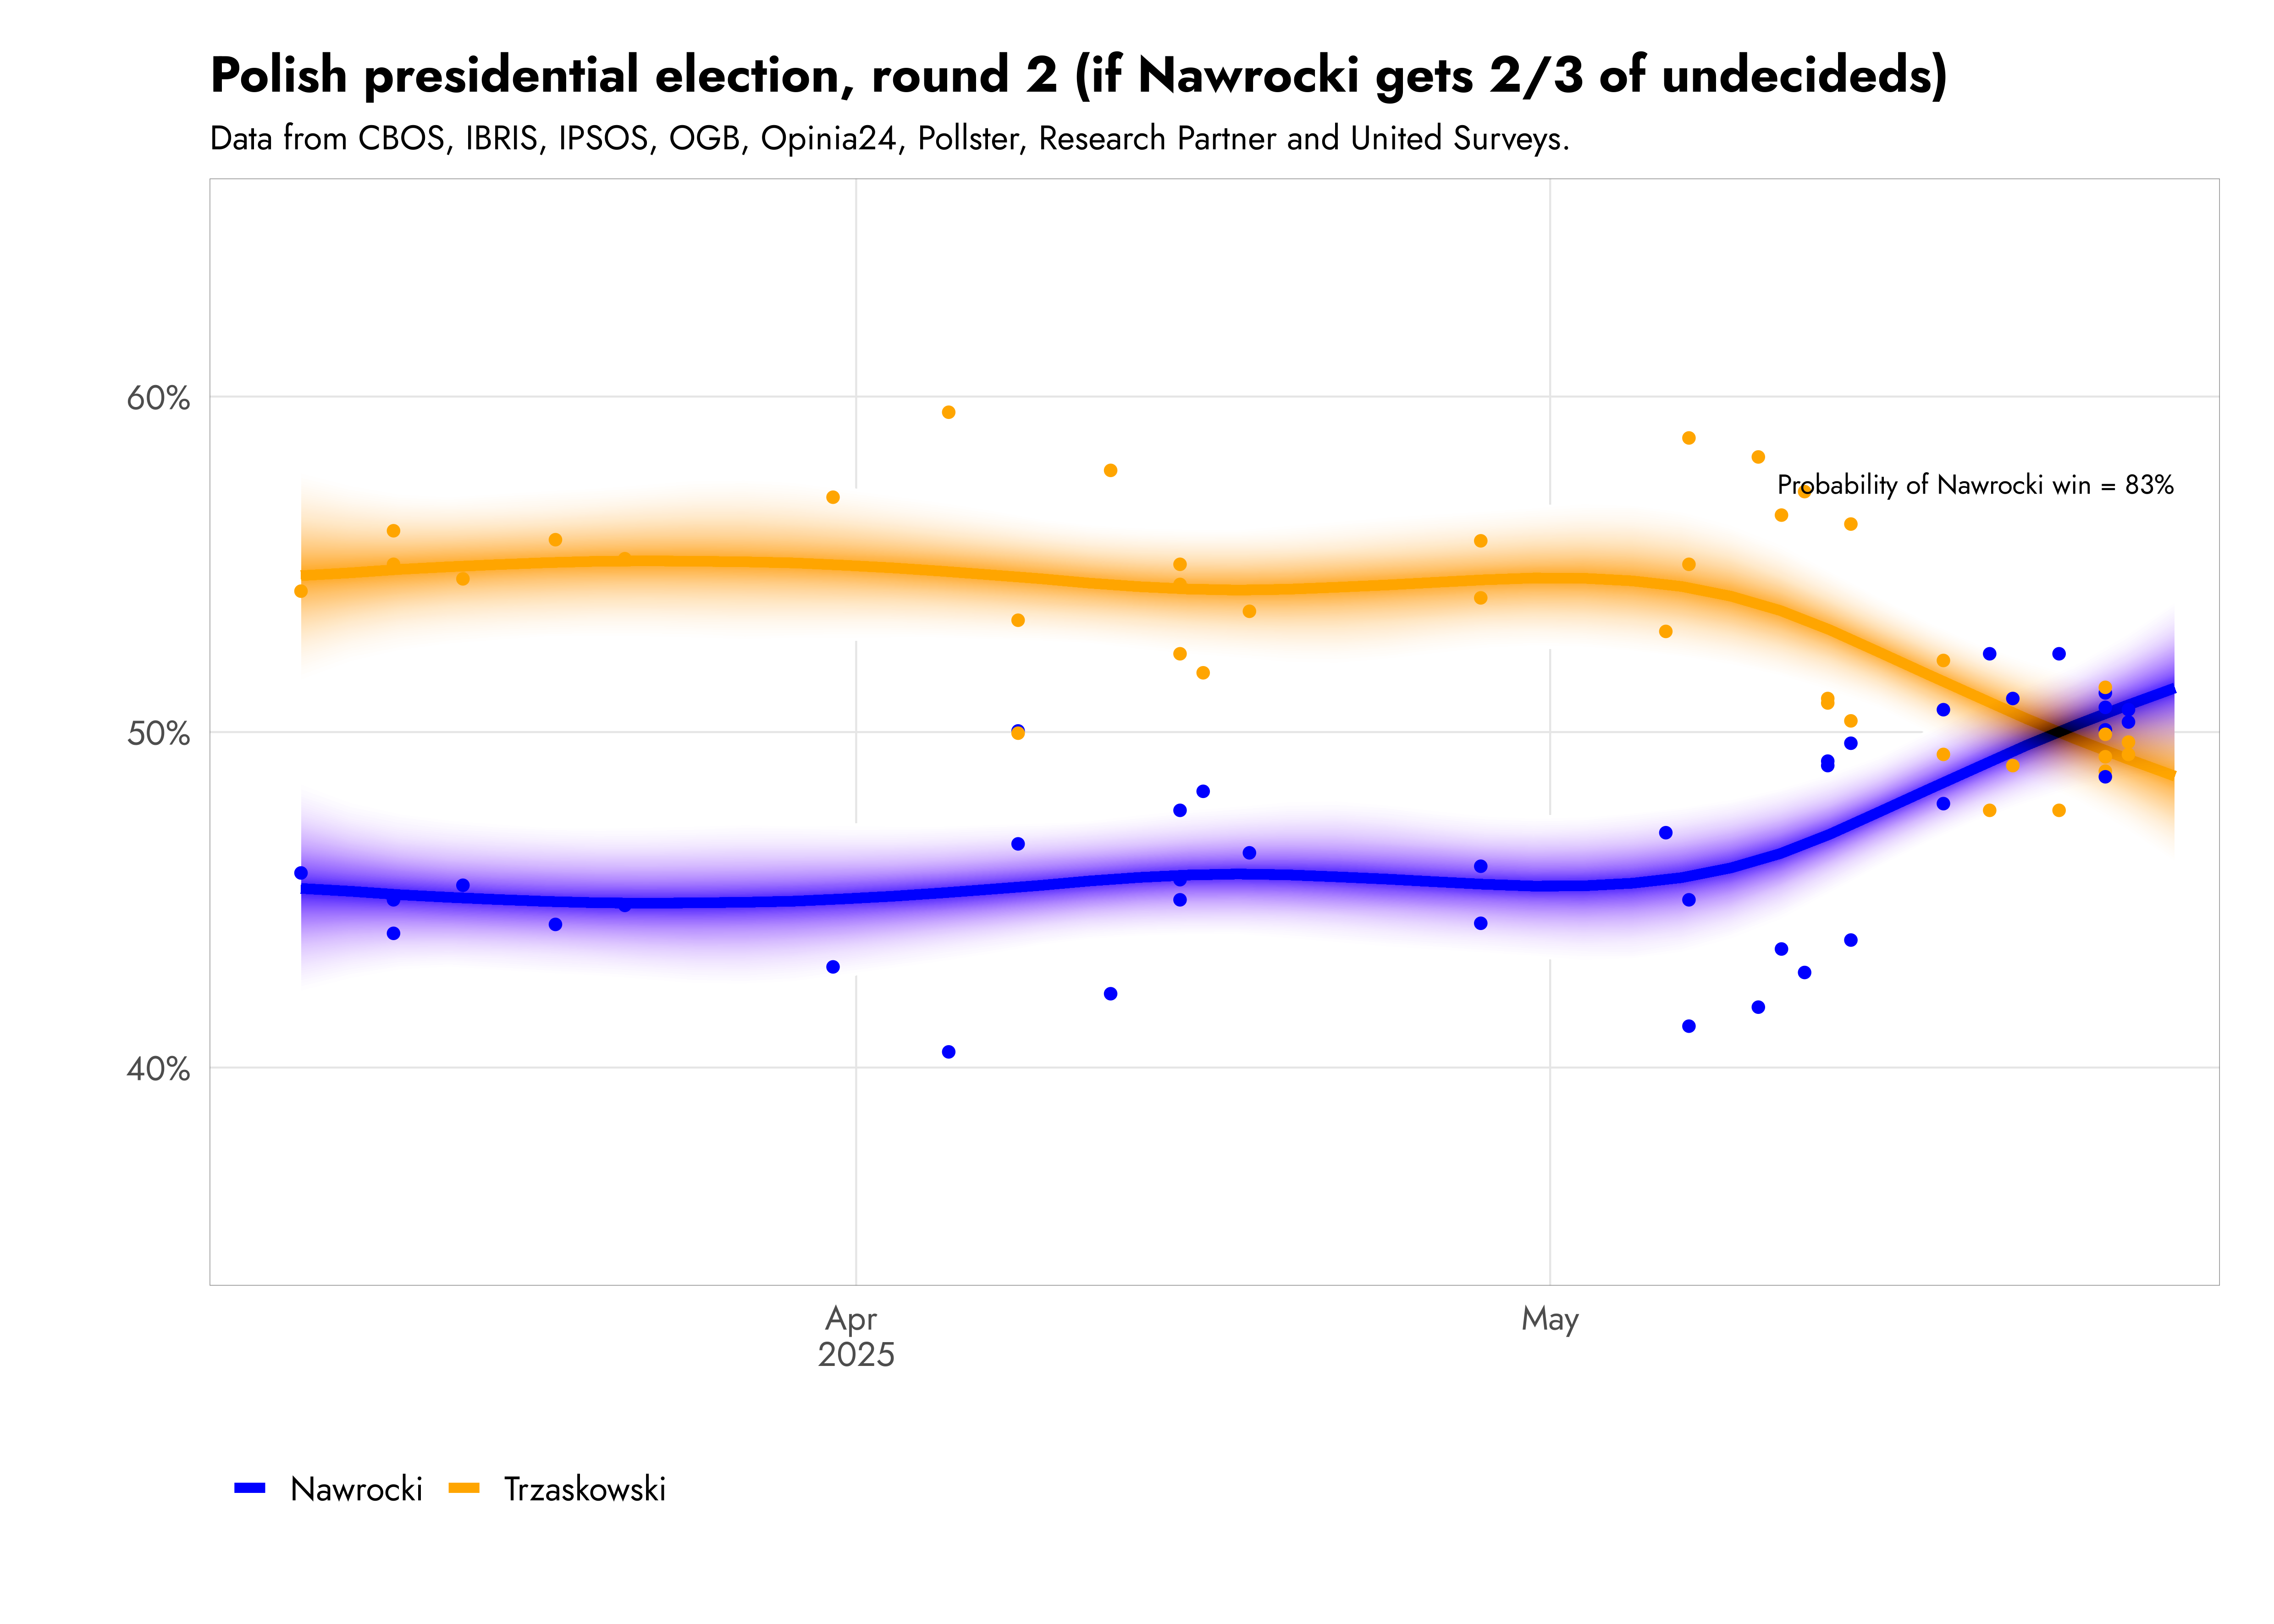 Polish presidential election, round 2 (if Nawrocki gets 2/3 of undecideds)
Data from CBOS, IBRIS, IPSOS, OGB, Opinia24, Pollster, Research Partner and United Surveys.
60%
Probability of Nawrocki win = 83%
50%
40%
Apr
2025
May
Nawrocki
Trzaskowski